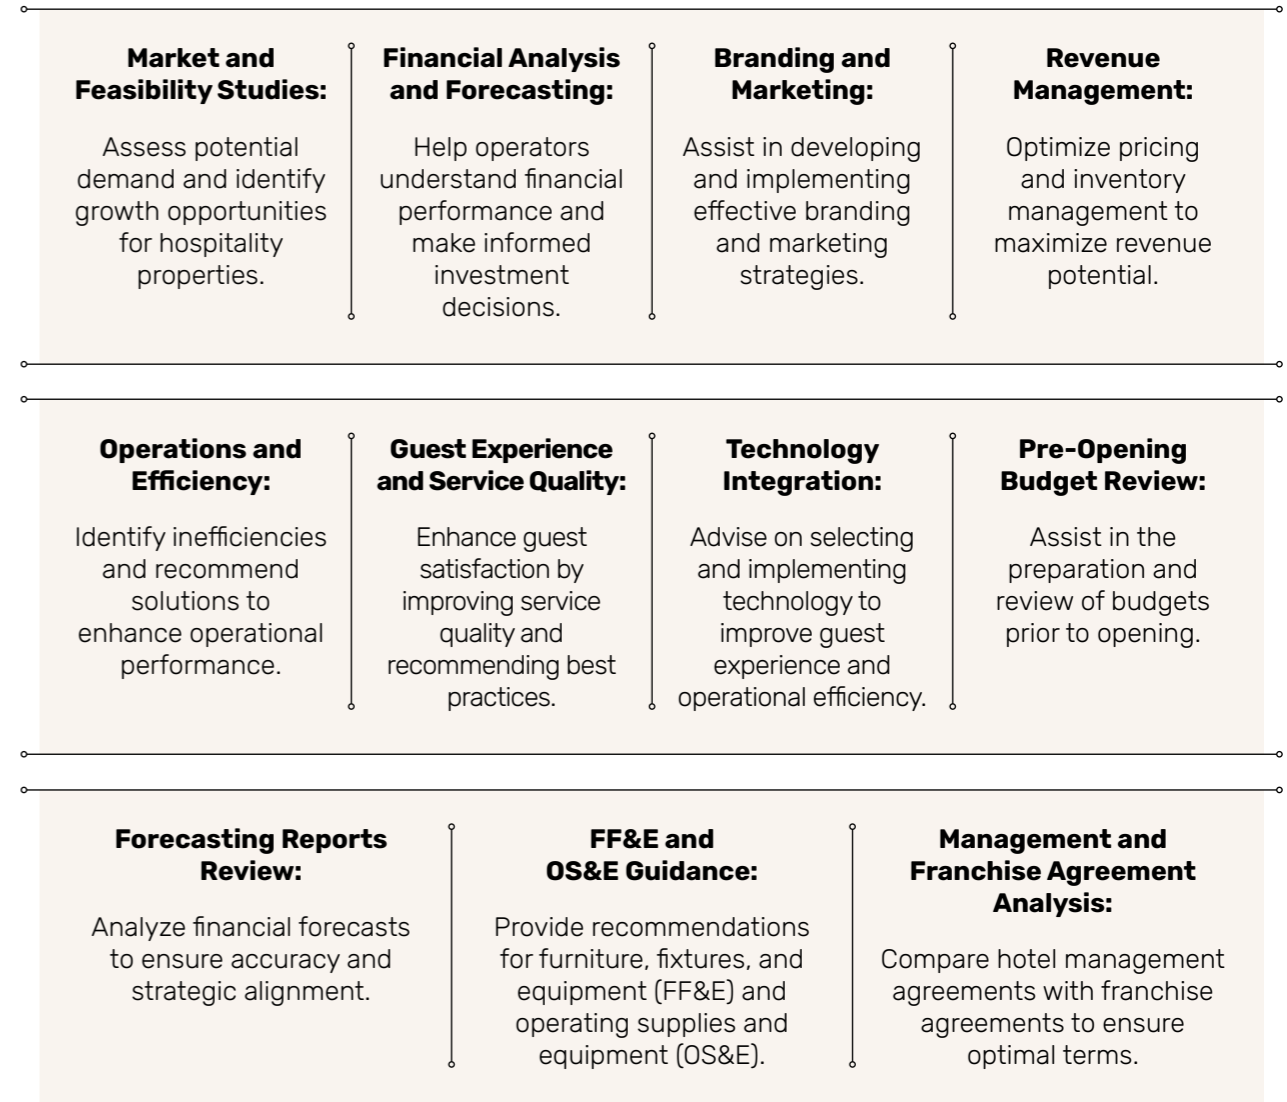 Market and
Feasibility Studies:
Assess potential
demand and identify
growth opportunities
for hospitality
properties.
Financial Analysis
and Forecasting:
Help operators
understand financial
performance and
make informed
investment
decisions.
Branding and
Marketing:
Assist in developing
and implementing
effective branding
and marketing
strategies.
Revenue
Management:
Optimize pricing
and inventory
management to
maximize revenue
potential.
Operations and
Efficiency:
Identify inefficiencies
and recommend
solutions to
enhance operational
performance.
Guest Experience
and Service Quality:
Enhance guest
satisfaction by
improving service
quality and
recommending best
practices.
Technology
Integration:
Advise on selecting
and implementing
technology to
improve guest
experience and
operational efficiency.
Pre-Opening
Budget Review:
Assist in the
preparation and
review of budgets
prior to opening.
Forecasting Reports
Review:
Analyze financial forecasts
to ensure accuracy and
strategic alignment.
FF&E and
OS&E Guidance:
Provide recommendations
for furniture, fixtures, and
equipment (FF&E) and
operating supplies and
equipment (OS&E).
Management and
Franchise Agreement
Analysis:
Compare hotel management
agreements with franchise
agreements to ensure
optimal terms.